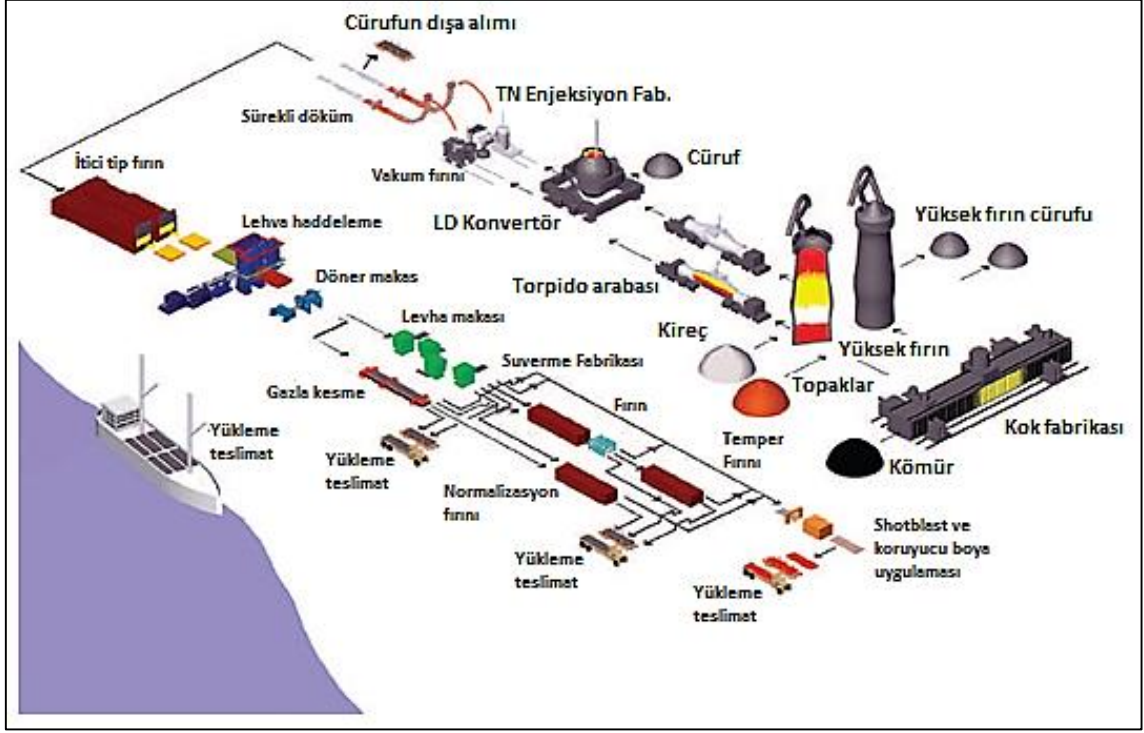 Cürufun dışa alımı
TN Enjeksiyon Fab.
Sürekli döküm
Cüruf
İtici tip fırın
Vakum fırını
Yüksek fırın cürufu
LD Konvertör
Lehva haddeleme
Döner makas
Torpido arabası
Levha makası
Kireç
Yüksek fırın
Suverme Fabrikası
Topaklar
Gazla kesme
Fırın
Kok fabrikası
Yükleme
teslimat
Temper
Fırını
Kömür
Yükleme
teslimat
Normalizasyon
fırını
Shotblast ve
koruyucu boya
uygulaması
Yükleme
teslimat
Yükleme
teslimat